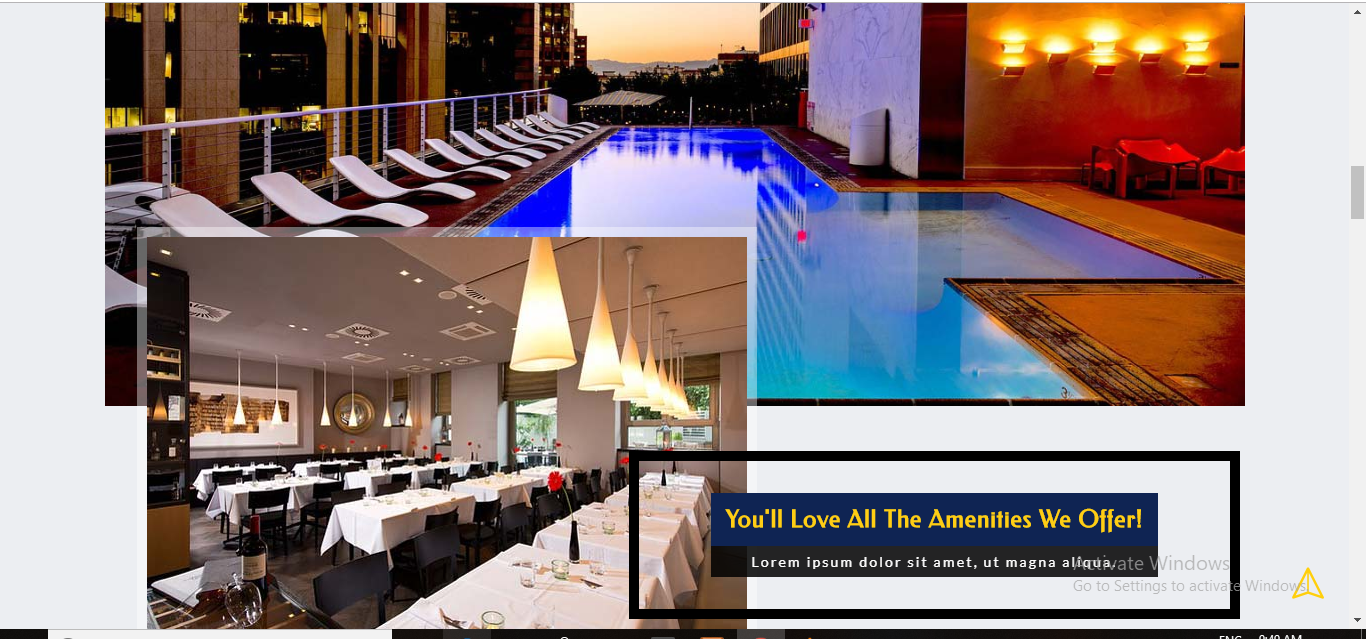 You'll Love All The Amenities We Offer!
Lorem ipsum dolor sit amet, ut magna aliqua,
Activate Windows
Go to Settings to activate Windows.